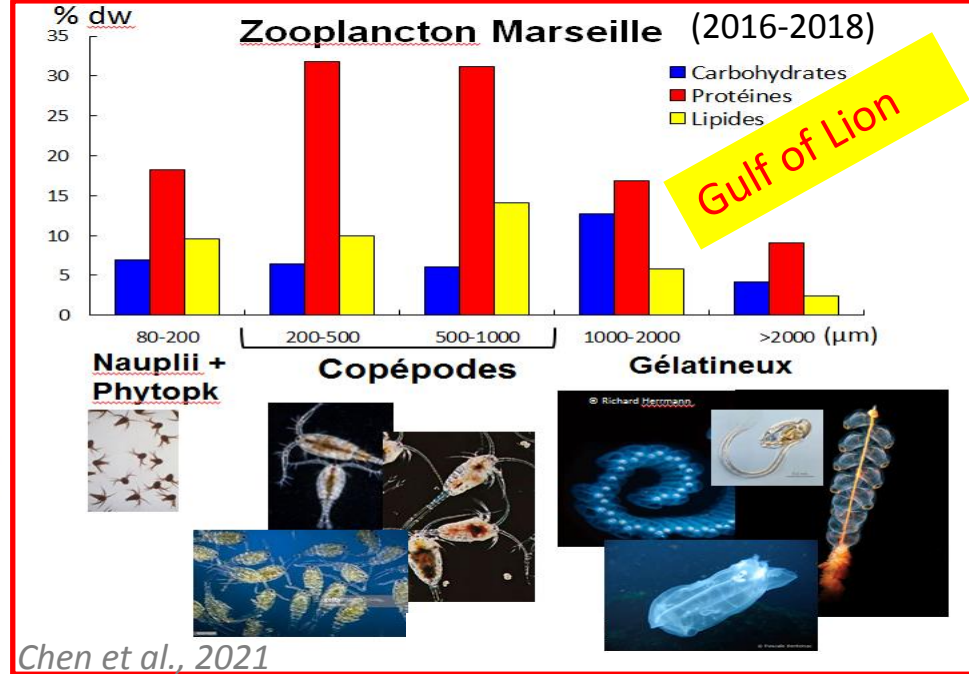 % dw
Zooplancton Marseille (2016-2018)
35
30
25
20
15
10
5
0
Carbohydrates
Protéines
Lipides
Gulf of Lion
80-200 200-500 500-1000 1000-2000 >2000 (µm)
Nauplii +
Phytopk
Copépodes
Gélatineux
© Richard Herrmann
Chen et al., 2021